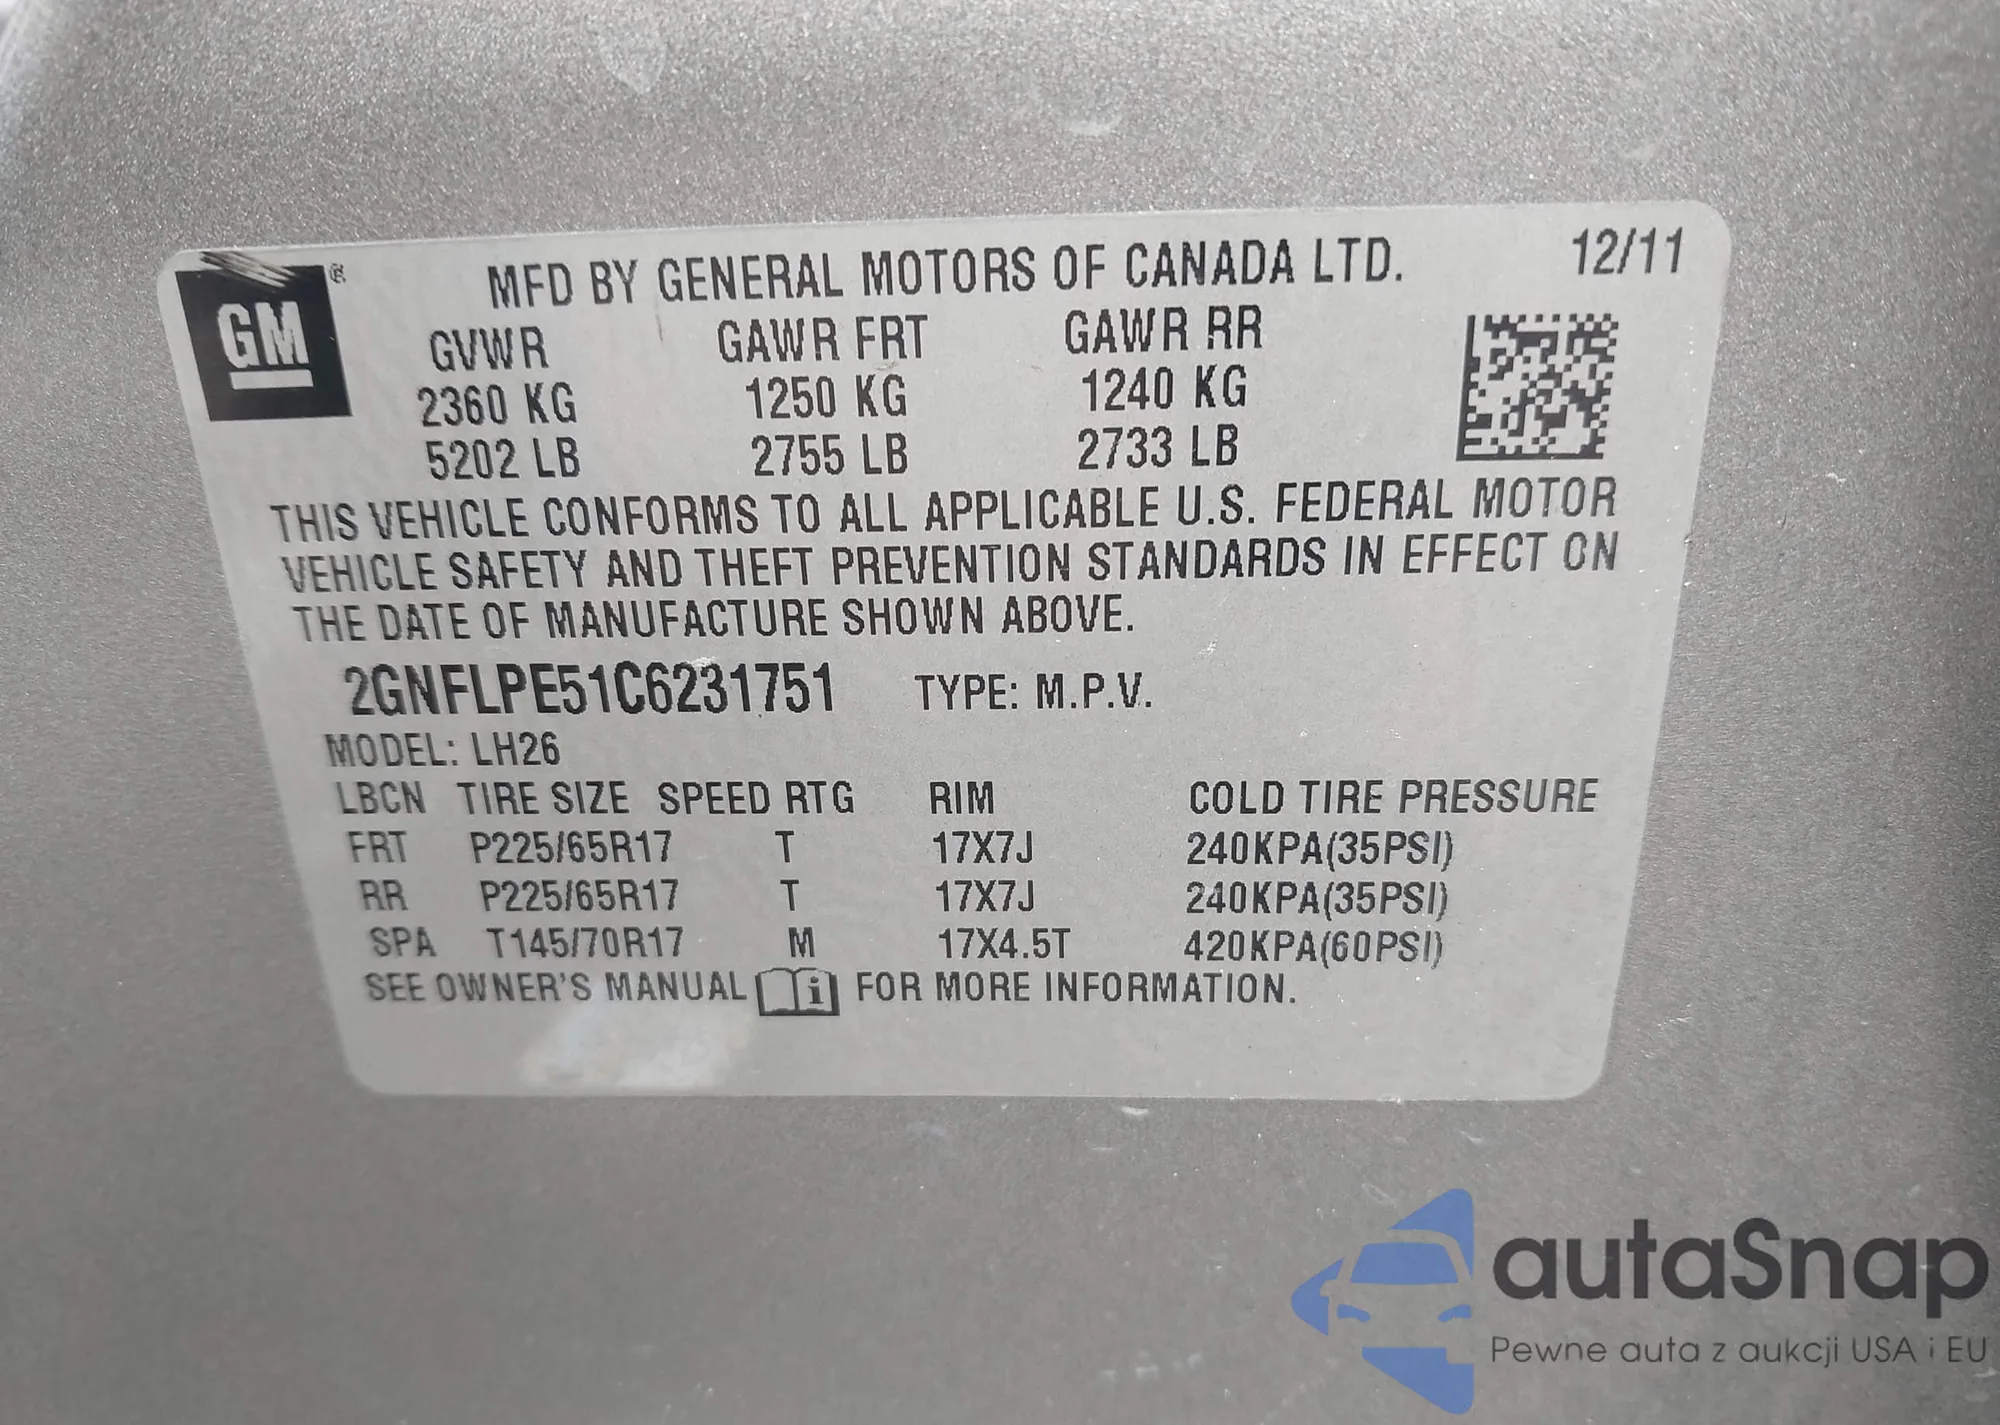 GM ® MFD BY GENERAL MOTORS OF CANADA LTD. 12/11
GVWR GAWR FRT GAWR RR
2360 KG 1250 KG 1240 KG
5202 LB 2755 LB 2733 LB
THIS VEHICLE CONFORMS TO ALL APPLICABLE U.S. FEDERAL MOTOR
VEHICLE SAFETY AND THEFT PREVENTION STANDARDS IN EFFECT ON
THE DATE OF MANUFACTURE SHOWN ABOVE.
2GNFLPE51C6231751 TYPE: M.P.V.
MODEL: LH26
LBCN TIRE SIZE SPEED RTG RIM COLD TIRE PRESSURE
FRT P225/65R17 T 17X7J 240KPA(35PSI)
RR P225/65R17 T 17X7J 240KPA(35PSI)
SPA T145/70R17 M 17X4.5T 420KPA(60PSI)
SEE OWNER'S MANUAL i FOR MORE INFORMATION.
autaSnap
Pewne auta z aukcji USA i EU